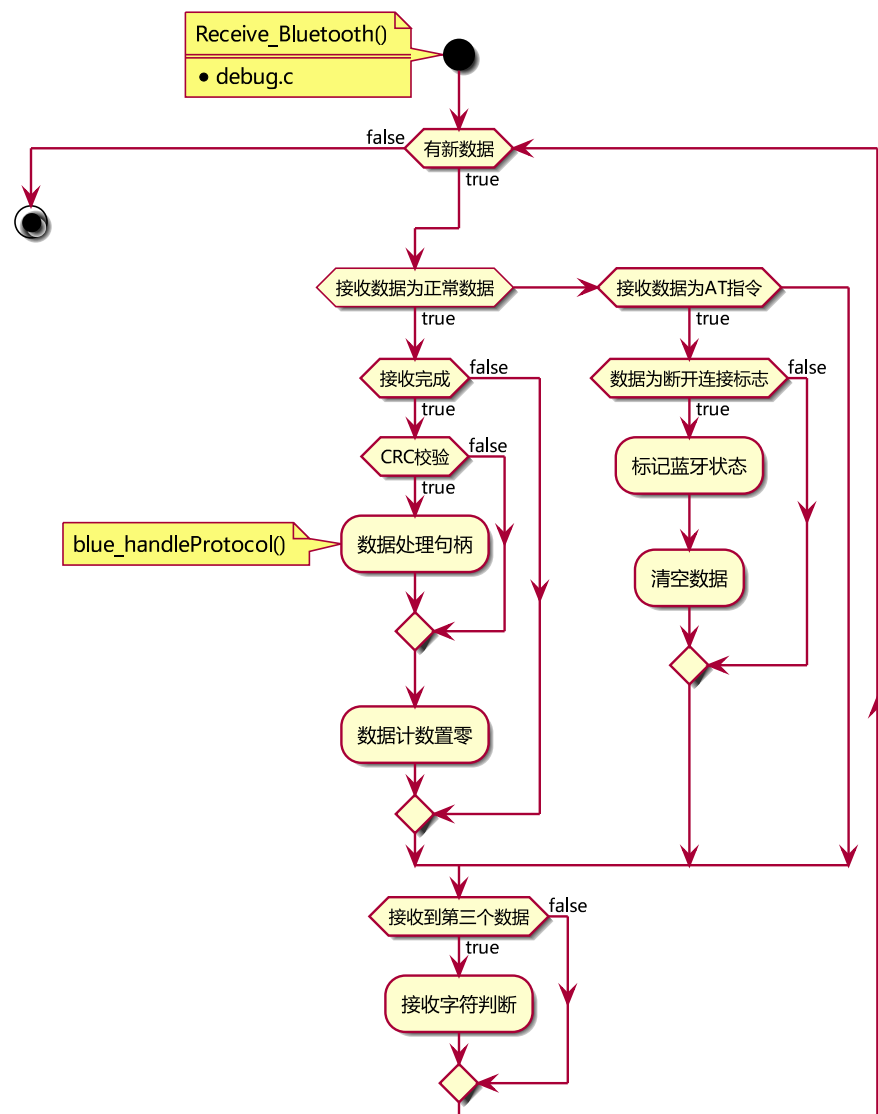 Receive_Bluetooth()
• debug.c
false
有新数据
true
接收数据为正常数据
接收数据为AT指令
true
true
接收完成
false
数据为断开连接标志
false
true
true
CRC校验
false
标记蓝牙状态
true
blue_handleProtocol()
数据处理句柄
清空数据
数据计数置零
接收到第三个数据
false
true
接收字符判断